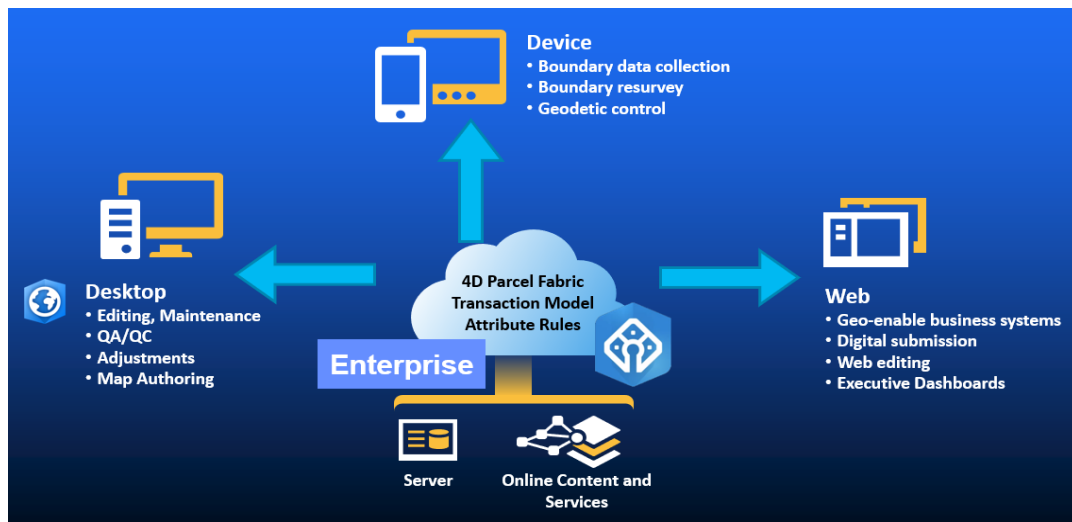 Device
• Boundary data collection
• Boundary resurvey
• Geodetic control
Desktop
• Editing, Maintenance
• QA/QC
• Adjustments
• Map Authoring
4D Parcel Fabric
Transaction Model
Attribute Rules
Enterprise
Web
• Geo-enable business systems
• Digital submission
• Web editing
• Executive Dashboards
Server
Online Content and
Services